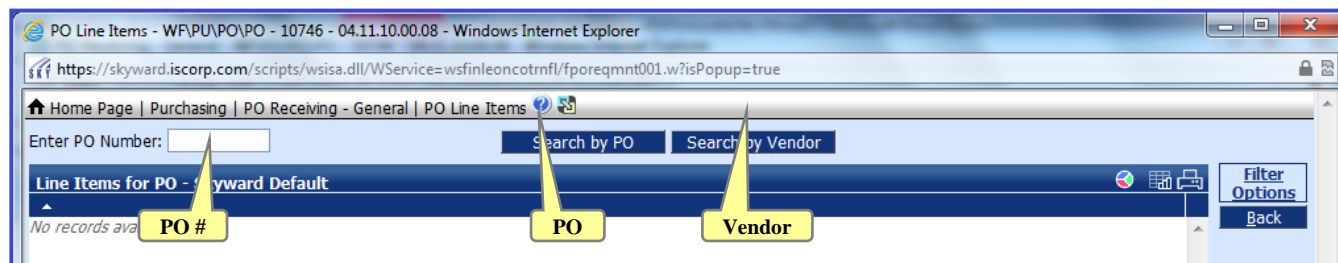 PO Line Items - WF\PU\PO\PO - 10746 - 04.11.10.00.08 - Windows Internet Explorer
https://skyward.iscorp.com/scripts/wsisa.dll/WService=wsfinleoncotrnfl/fporeqmnt001.w?isPopup=true
Home Page | Purchasing | PO Receiving - General | PO Line Items
Enter PO Number:
Search by PO
Search by Vendor
Line Items for PO - Skyward Default
Filter Options
Back
No records
PO #
PO
Vendor